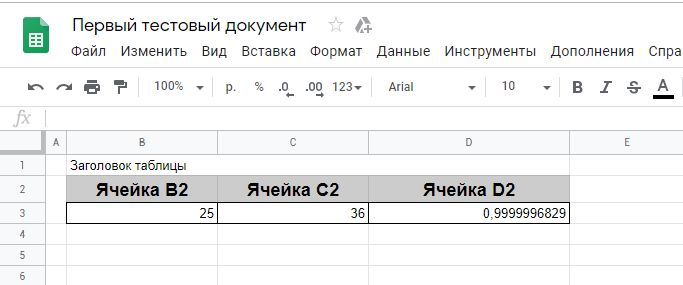 Первый тестовый документ
Файл Изменить Вид Вставка Формат Данные Инструменты Дополнения Спра
100% р. % .0 .00 123 Arial 10 B I S A
fx
A B C D E
1 Заголовок таблицы
2 Ячейка B2 Ячейка C2 Ячейка D2
3 25 36 0,9999996829
4
5
6